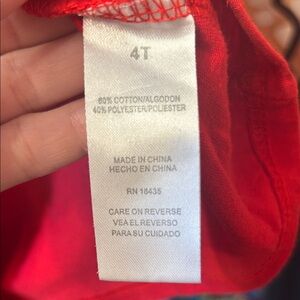 4T
60% COTTON/ALGODON
40% POLYESTER/POLIESTER
MADE IN CHINA
HECHO EN CHINA
RN 16435
CARE ON REVERSE
VEA EL REVERSO
PARA SU CUIDADO